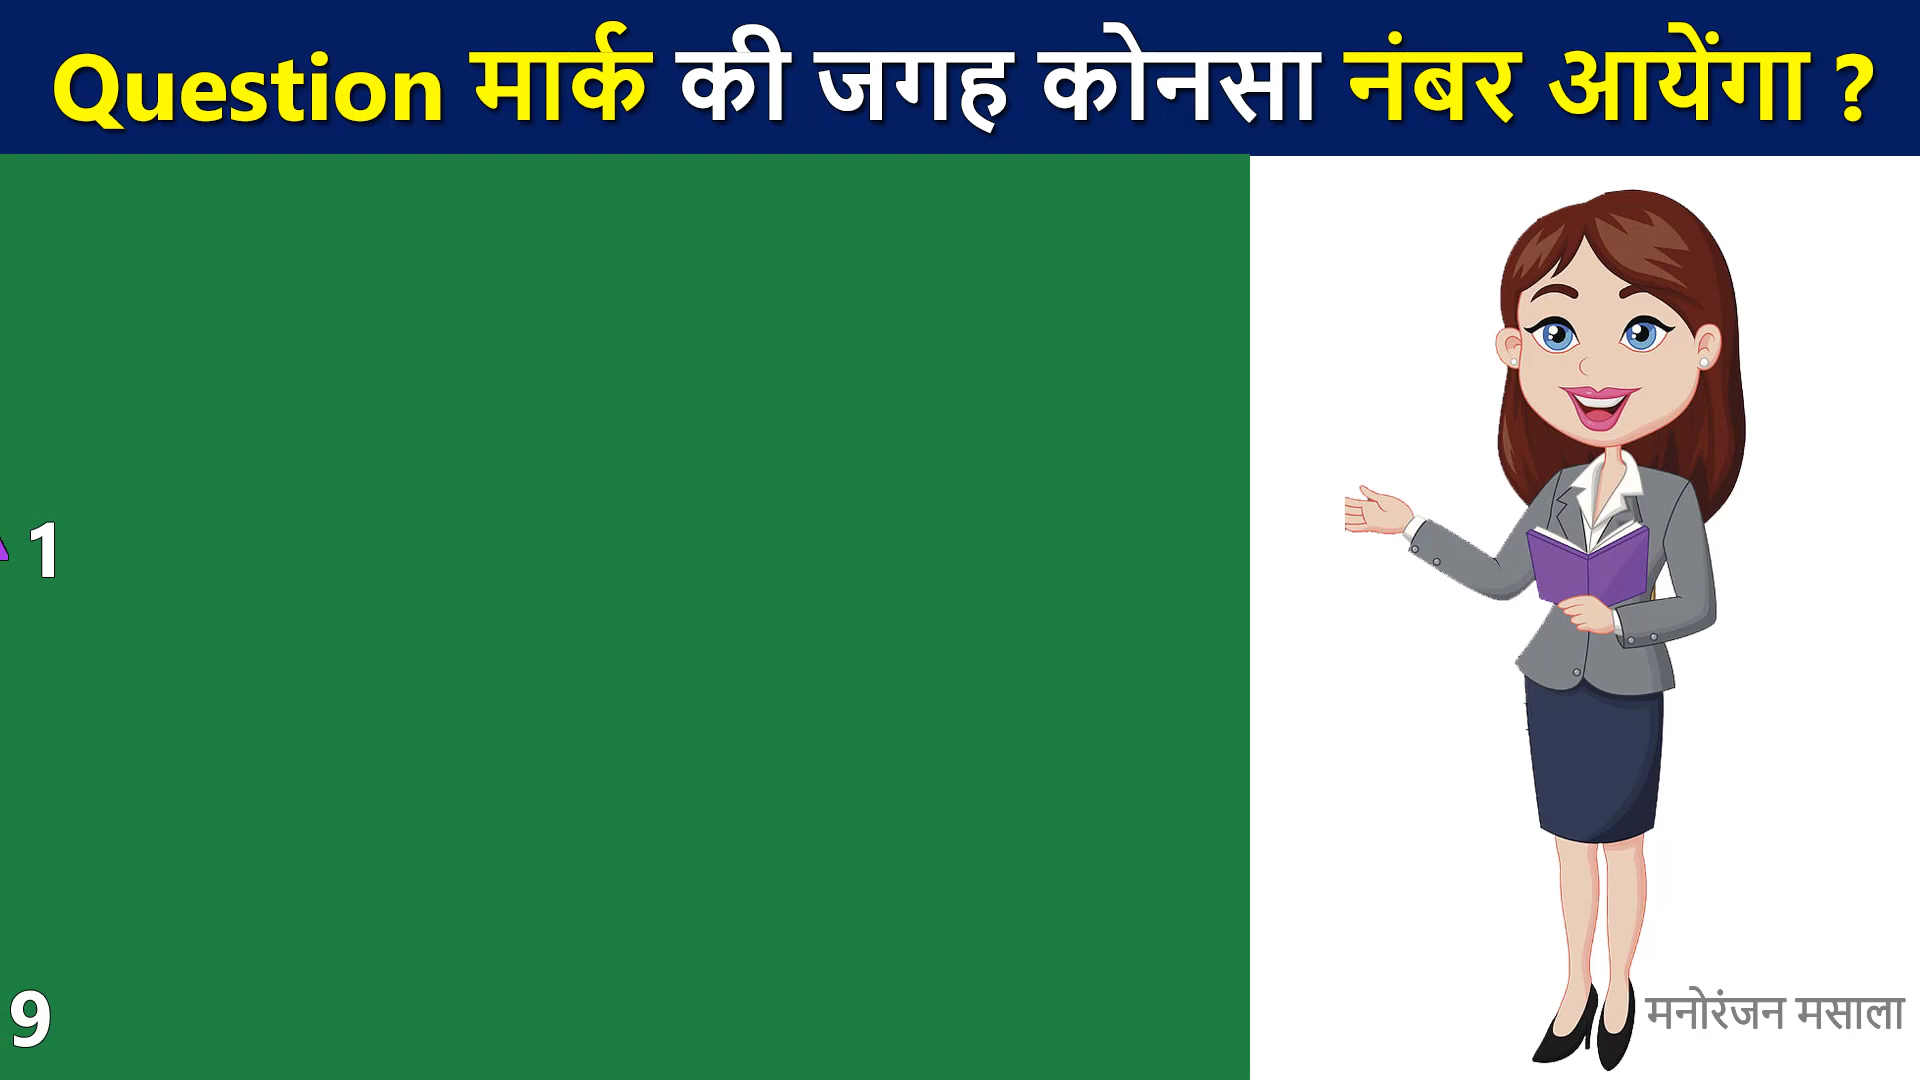 Question मार्क की जगह कोनसा नंबर आयेंगा ?
1
9
मनोरंजन मसाला